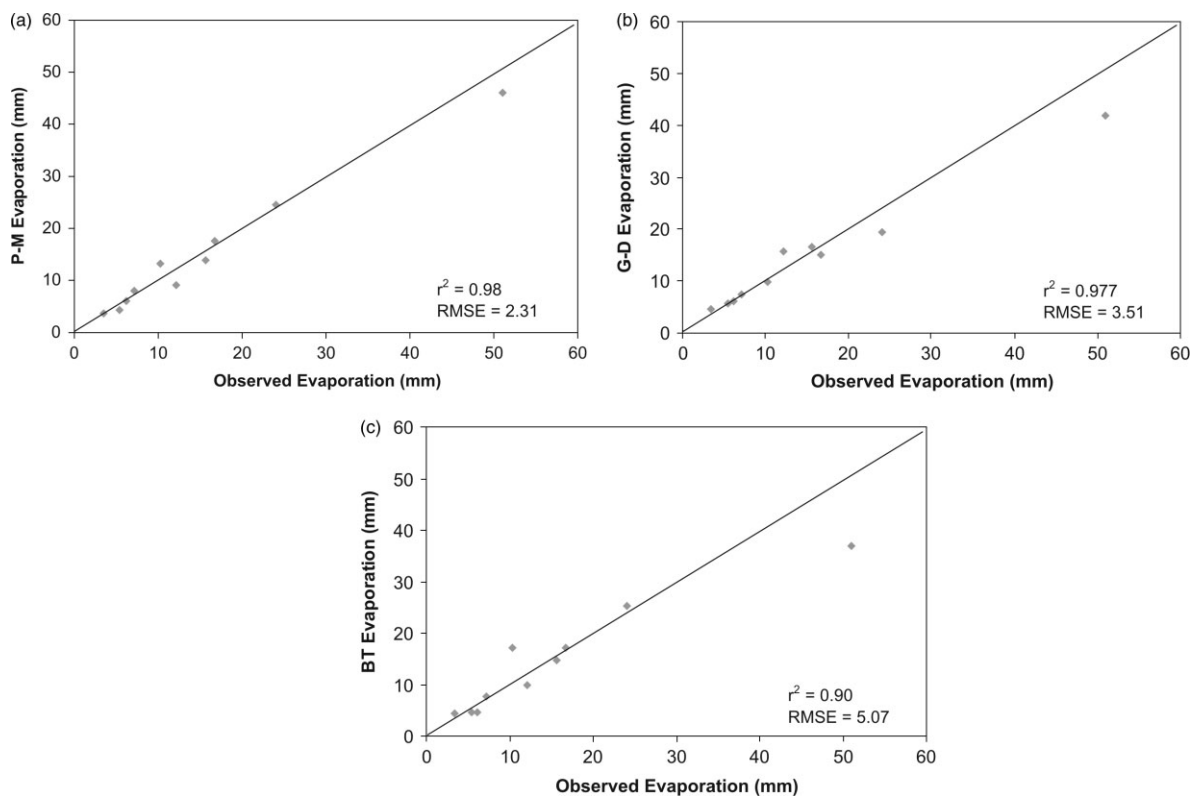 (a)
60
50
40
30
20
10
0
P-M Evaporation (mm)
r² = 0.98
RMSE = 2.31
0 10 20 30 40 50 60
Observed Evaporation (mm)
(b)
60
50
40
30
20
10
0
G-D Evaporation (mm)
r² = 0.977
RMSE = 3.51
0 10 20 30 40 50 60
Observed Evaporation (mm)
(c)
60
50
40
30
20
10
0
BT Evaporation (mm)
r² = 0.90
RMSE = 5.07
0 10 20 30 40 50 60
Observed Evaporation (mm)